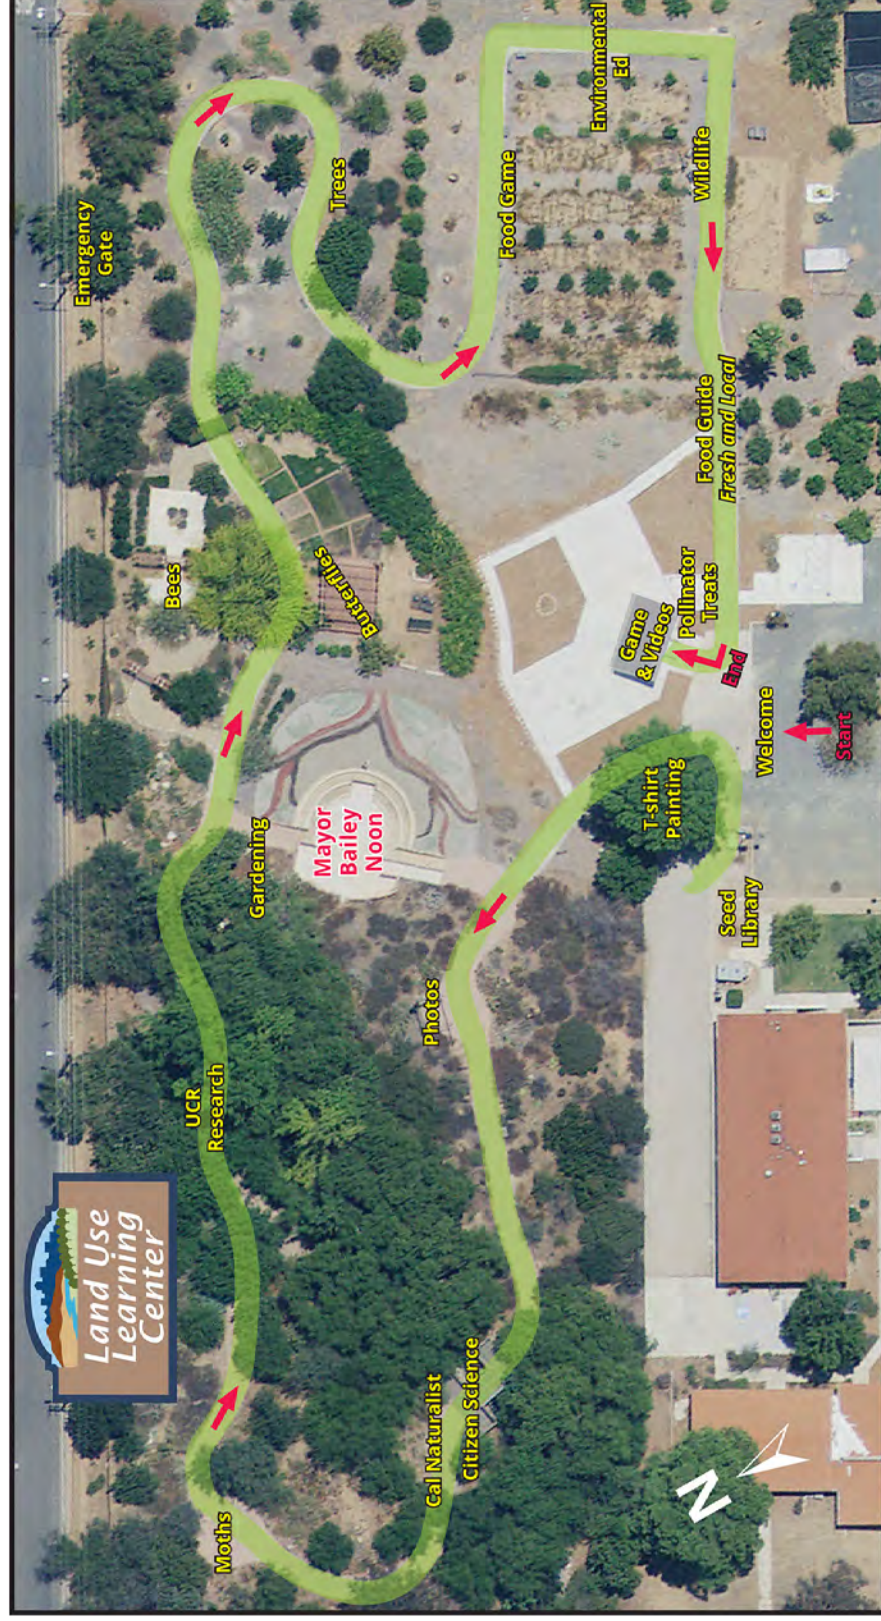 Land Use
Learning
Center
Emergency
Gate
Bees
UCR
Research
Moths
Gardening
Mayor
Bailey
Noon
Butterflies
Trees
Photos
Cal Naturalist
Citizen Science
Food Game
Environmental
Ed
Game
& Videos
Pollinator
Treats
T-shirt
Painting
Wildlife
Food Guide
Fresh and Local
Seed
Library
End
Welcome
Start
N